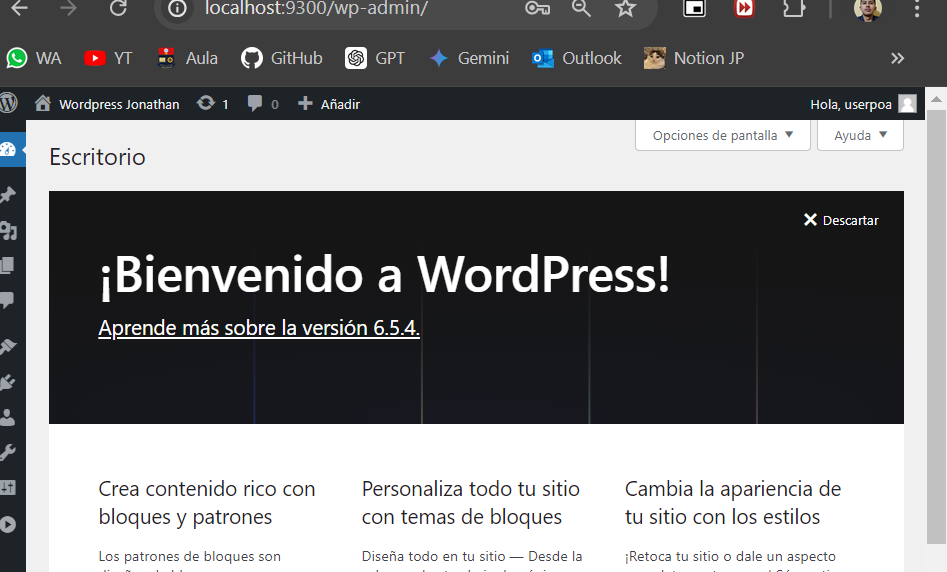 localhost:9300/wp-admin/
WA YT Aula GitHub GPT Gemini Outlook Notion JP
Wordpress Jonathan 1 0 Añadir Hola, userpoa
Opciones de pantalla Ayuda
Escritorio
Descartar
¡Bienvenido a WordPress!
Aprende más sobre la versión 6.5.4.
Crea contenido rico con
bloques y patrones
Los patrones de bloques son
Personaliza todo tu sitio
con temas de bloques
Diseña todo en tu sitio — Desde la
Cambia la apariencia de
tu sitio con los estilos
¡Retoca tu sitio o dale un aspecto